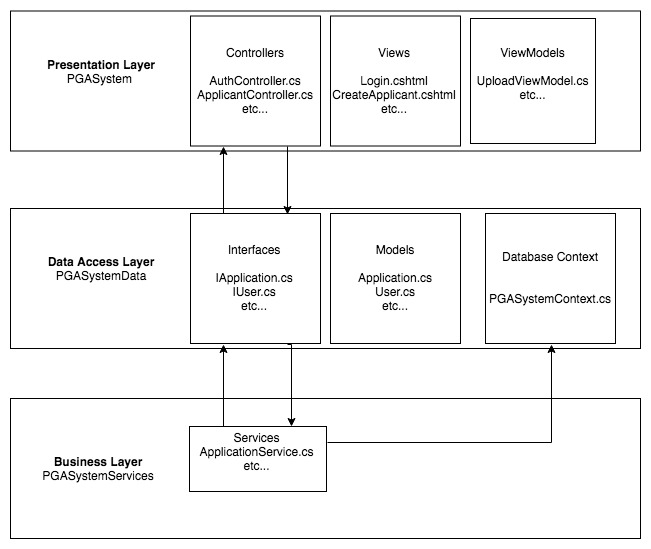 Presentation Layer
PGASystem
Controllers
AuthController.cs
ApplicantController.cs
etc...
Views
Login.cshtml
CreateApplicant.cshtml
etc...
ViewModels
UploadViewModel.cs
etc...
Data Access Layer
PGASystemData
Interfaces
IApplication.cs
IUser.cs
etc...
Models
Application.cs
User.cs
etc...
Database Context
PGASystemContext.cs
Business Layer
PGASystemServices
Services
ApplicationService.cs
etc...